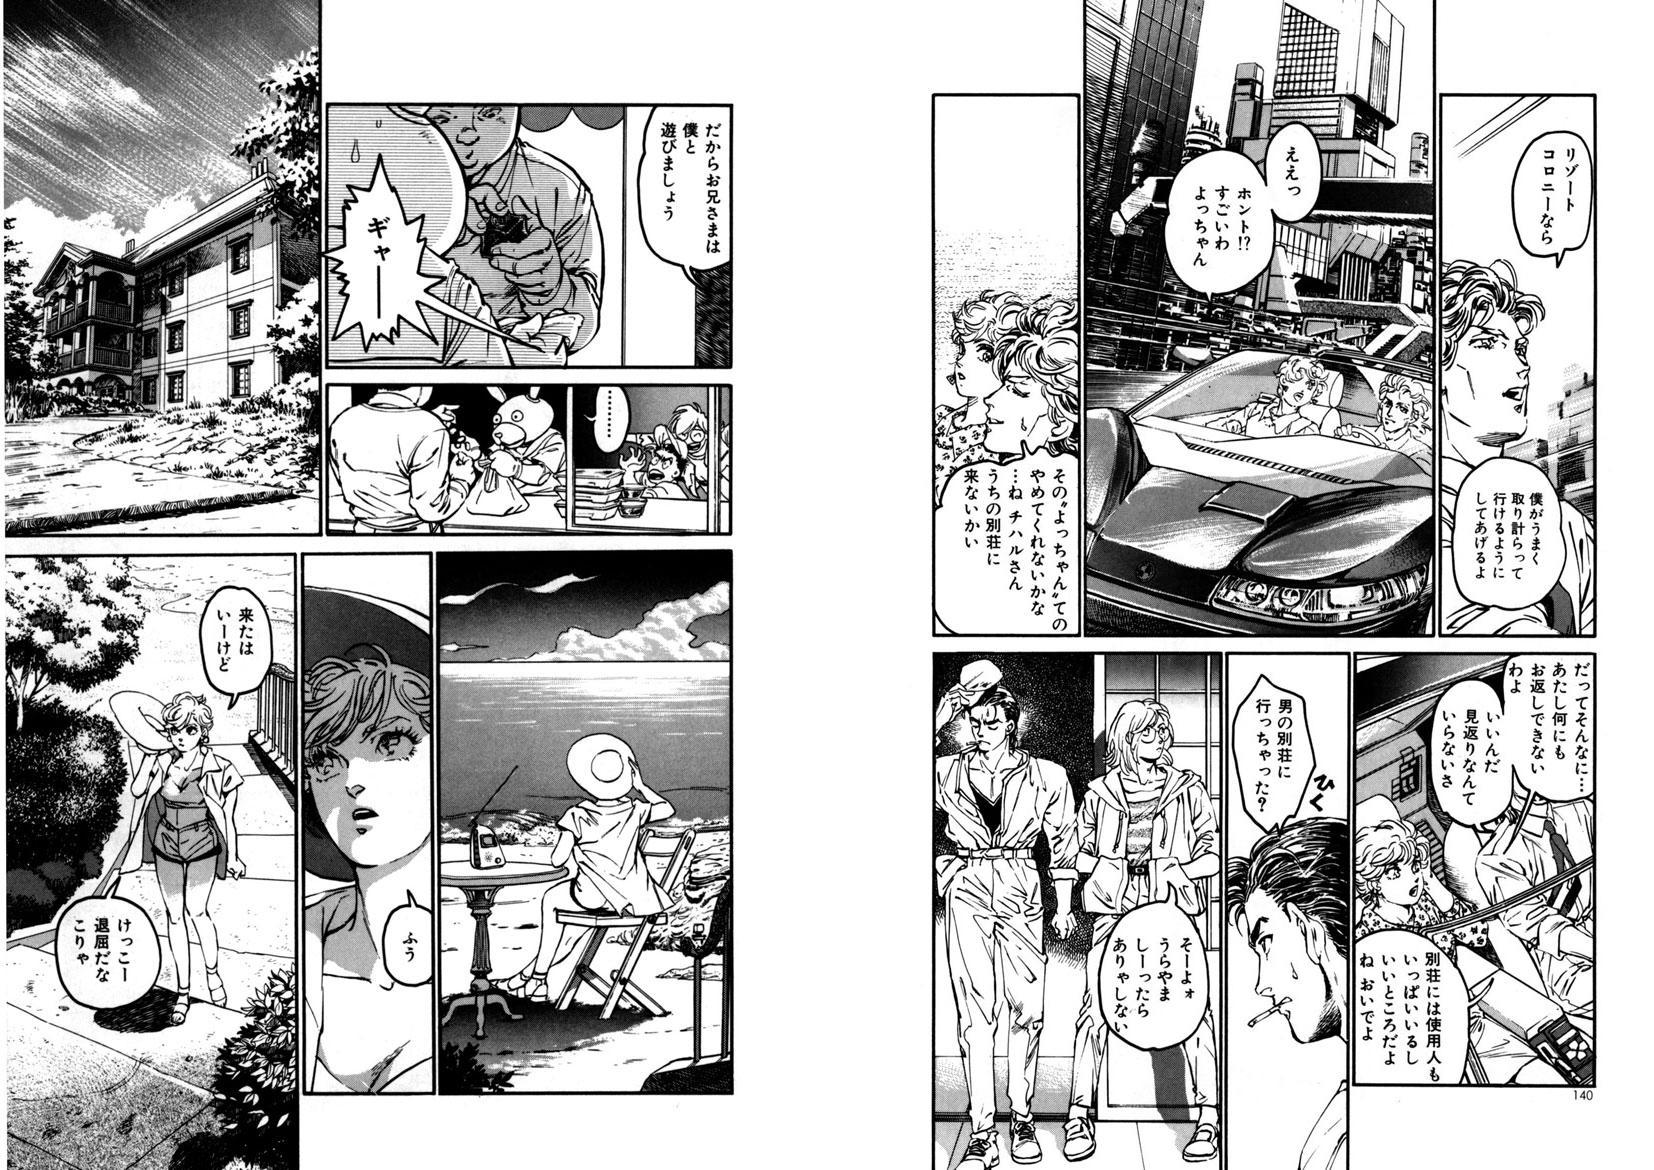 リゾート
コロニーなら
僕がうまく
取り計らって
行けるように
してあげるよ
ええっ
ホント!?
すごいわ
よっちゃん
その〝よっちゃん〟ての
やめてくれないかな
…ね チハルさん
うちの別荘に
来ないかい
だってそんなに…
あたし何にも
お返しできない
わよ
いいんだ
見返りなんて
いらないさ
別荘には使用人も
いっぱいいるし
いいところだよ
ね おいでよ
男の別荘に
行っちゃった?
ひく
そーよォ
うらやま
しーったら
ありゃしない
140
だからお兄さまは
僕と
遊びましょう
ギャー
…………
ふう
来たは
いーけど
けっこー
退屈だな
こりゃ